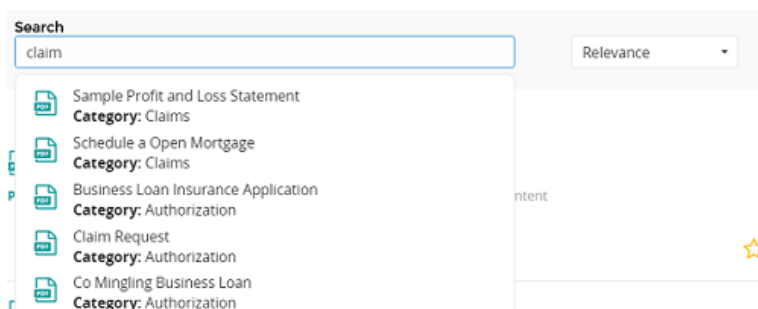 Search
claim
Relevance
Sample Profit and Loss Statement
Category: Claims
Schedule a Open Mortgage
Category: Claims
Business Loan Insurance Application
Category: Authorization
ntent
Claim Request
Category: Authorization
Co Mingling Business Loan
Category: Authorization